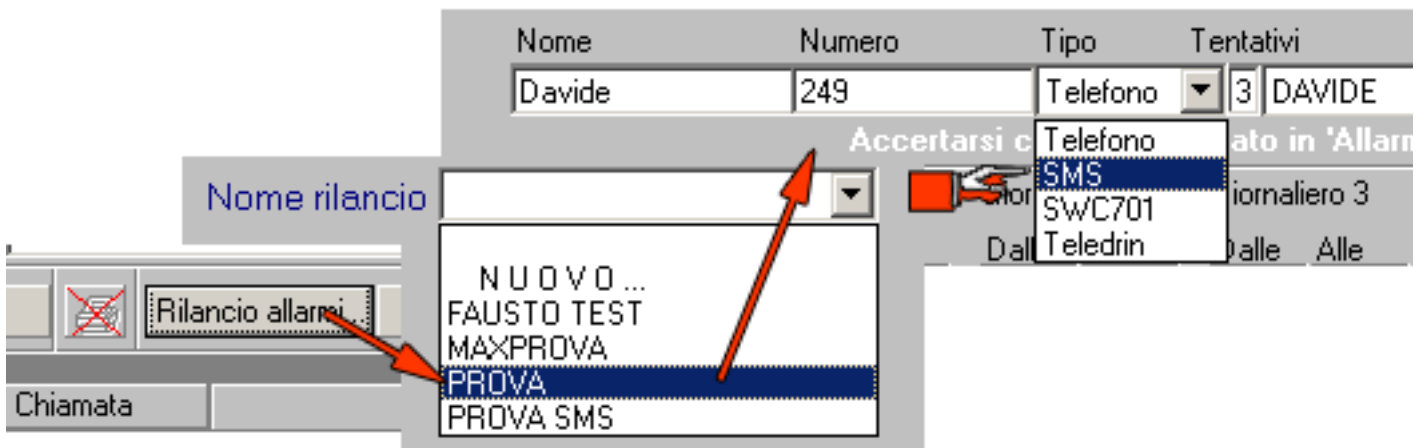 Nome Numero Tipo Tentativi
Davide 249 Telefono 3 DAVIDE
Accertarsi c ato in 'Allarm
Telefono
SMS
SWC701
Teledrin
iornaliero 3
Dalle Alle
Nome rilancio
N U O V O ...
FAUSTO TEST
MAXPROVA
PROVA
PROVA SMS
Rilancio allarmi...
Chiamata